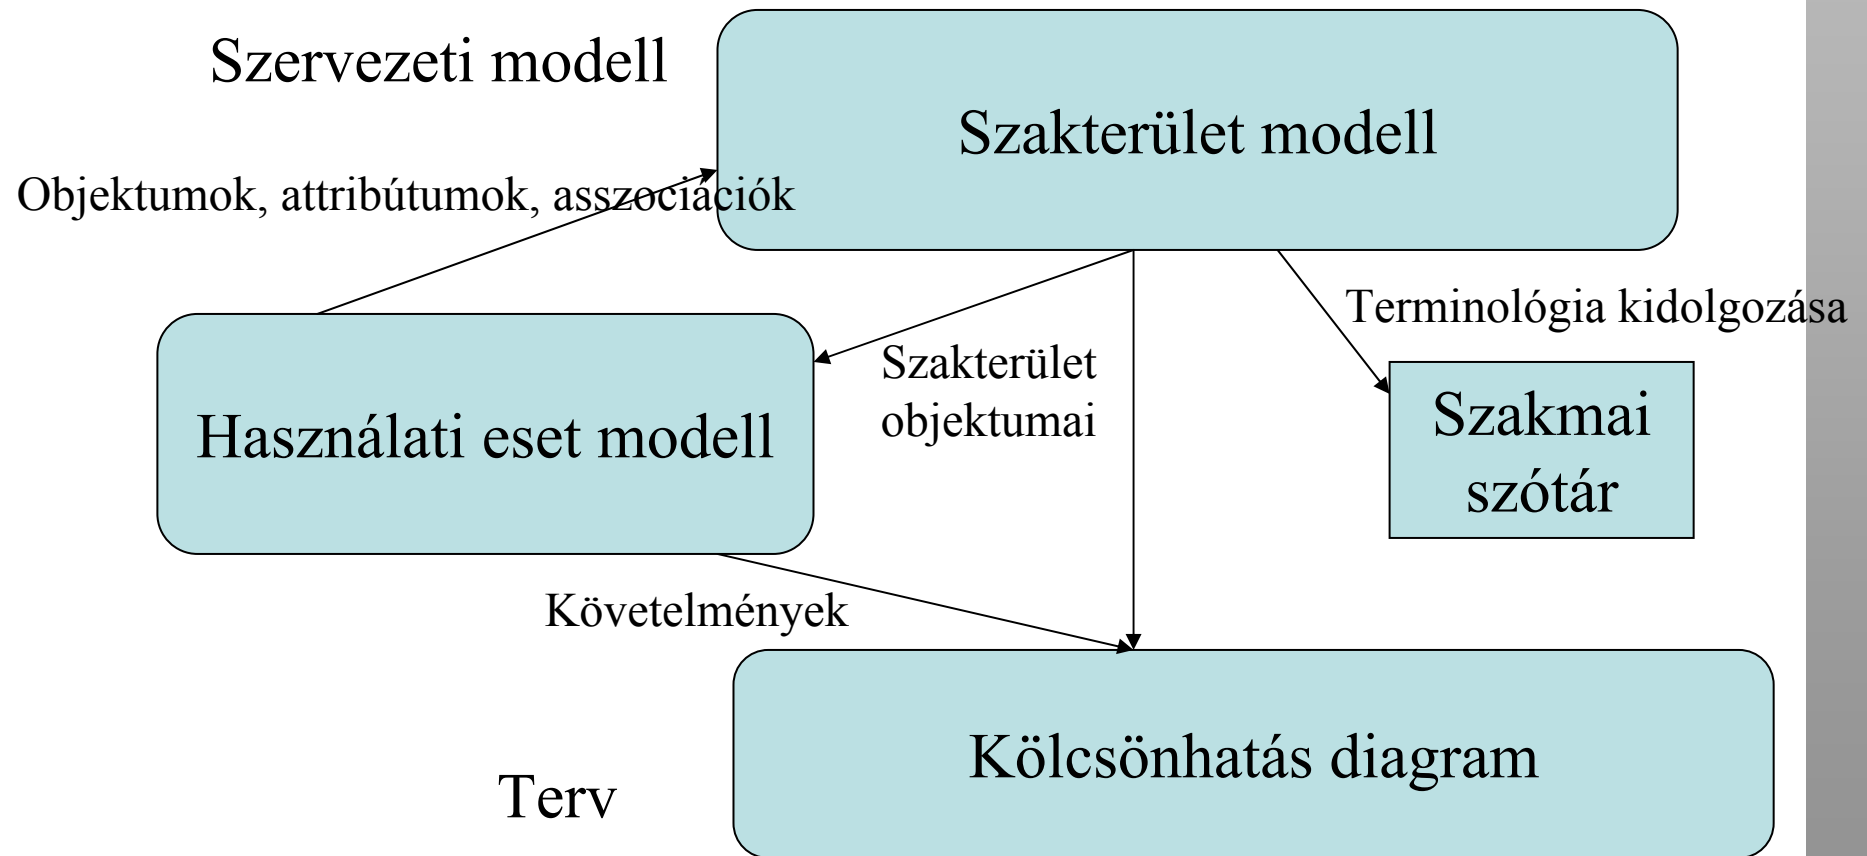 Szervezeti modell
Szakterület modell
Objektumok, attribútumok, asszociációk
Terminológia kidolgozása
Szakterület
objektumai
Használati eset modell
Szakmai
szótár
Követelmények
Kölcsönhatás diagram
Terv